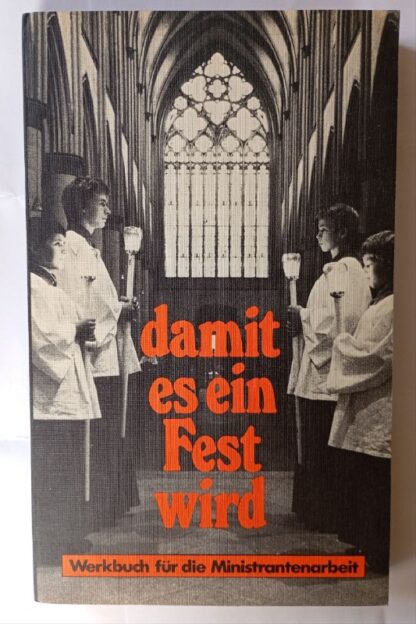 damit
es ein
Fest
wird
Werkbuch für die Ministrantenarbeit